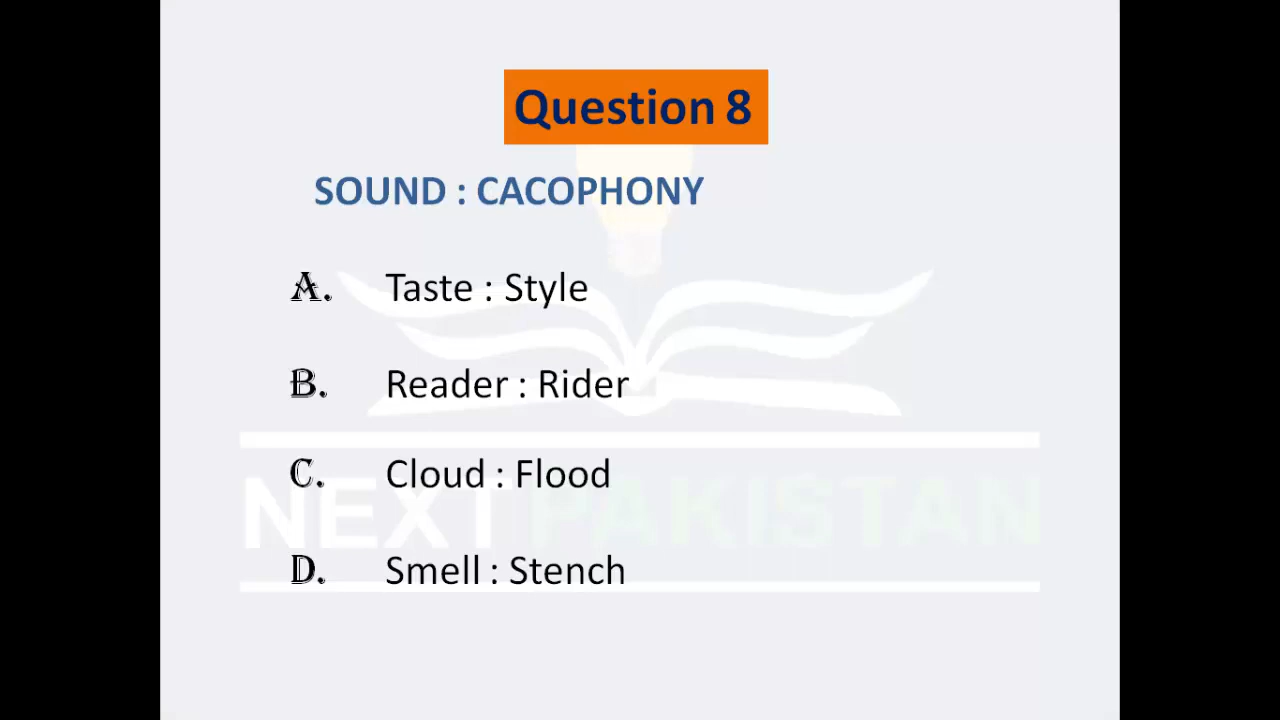 Question 8
SOUND : CACOPHONY
A. Taste : Style
B. Reader : Rider
C. Cloud : Flood
NEXT PAKISTAN
D. Smell : Stench